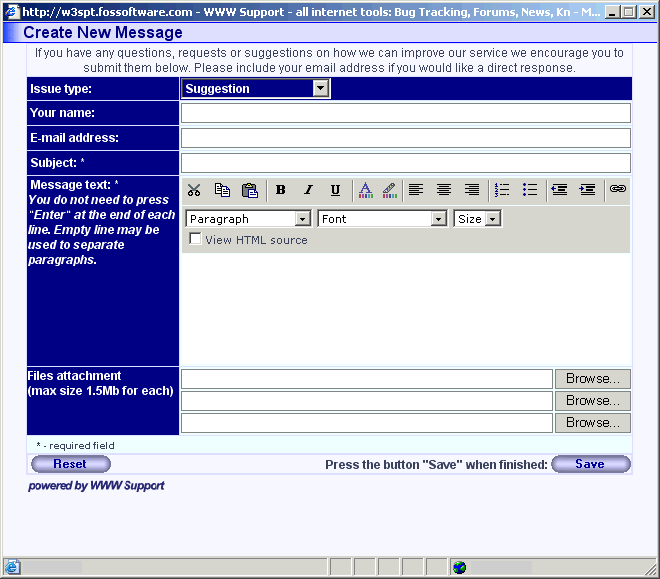 http://w3spt.fossoftware.com - WWW Support - all internet tools: Bug Tracking, Forums, News, Kn - M...
Create New Message
If you have any questions, requests or suggestions on how we can improve our service we encourage you to
submit them below. Please include your email address if you would like a direct response.
Issue type: Suggestion
Your name:
E-mail address:
Subject: *
Message text: *
You do not need to press
"Enter" at the end of each
line. Empty line may be
used to separate
paragraphs.
B I U A
Paragraph Font Size
View HTML source
Files attachment
(max size 1.5Mb for each)
Browse...
Browse...
Browse...
* - required field
Reset Press the button "Save" when finished: Save
powered by WWW Support